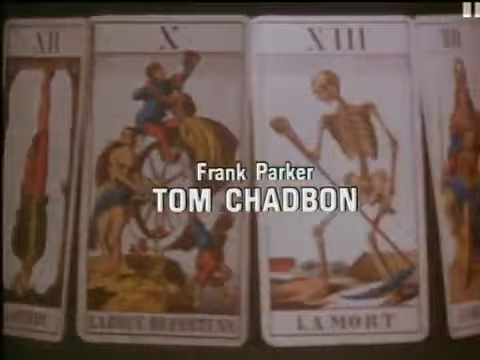 XII
X
XIII
Frank Parker
TOM CHADBON
LA MORT